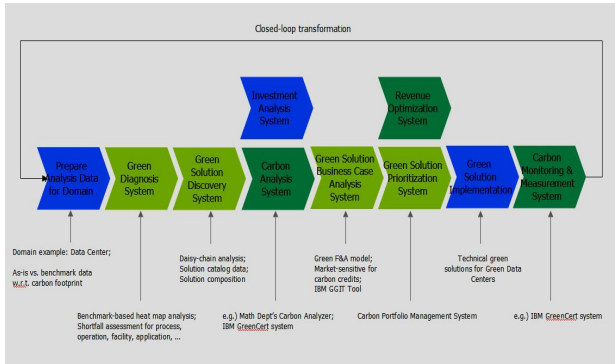 Closed-loop transformation
Investment
Analysis
System
Revenue
Optimization
System
Prepare
Analysis Data
for Domain
Green
Diagnosis
System
Green
Solution
Discovery
System
Carbon
Analysis
System
Green Solution
Business Case
Analysis
System
Green Solution
Prioritization
System
Green
Solution
Implementation
Carbon
Monitoring &
Measurement
System
Domain example: Data Center;
As-is vs. benchmark data
w.r.t. carbon footprint
Daisy-chain analysis;
Solution catalog data;
Solution composition
Green F&A model;
Market-sensitive for
carbon credits;
IBM GGIT Tool
Technical green
solutions for Green Data
Centers
Benchmark-based heat map analysis;
Shortfall assessment for process,
operation, facility, application, ...
e.g.) Math Dept's Carbon Analyzer;
IBM GreenCert system
Carbon Portfolio Management System
e.g.) IBM GreenCert system